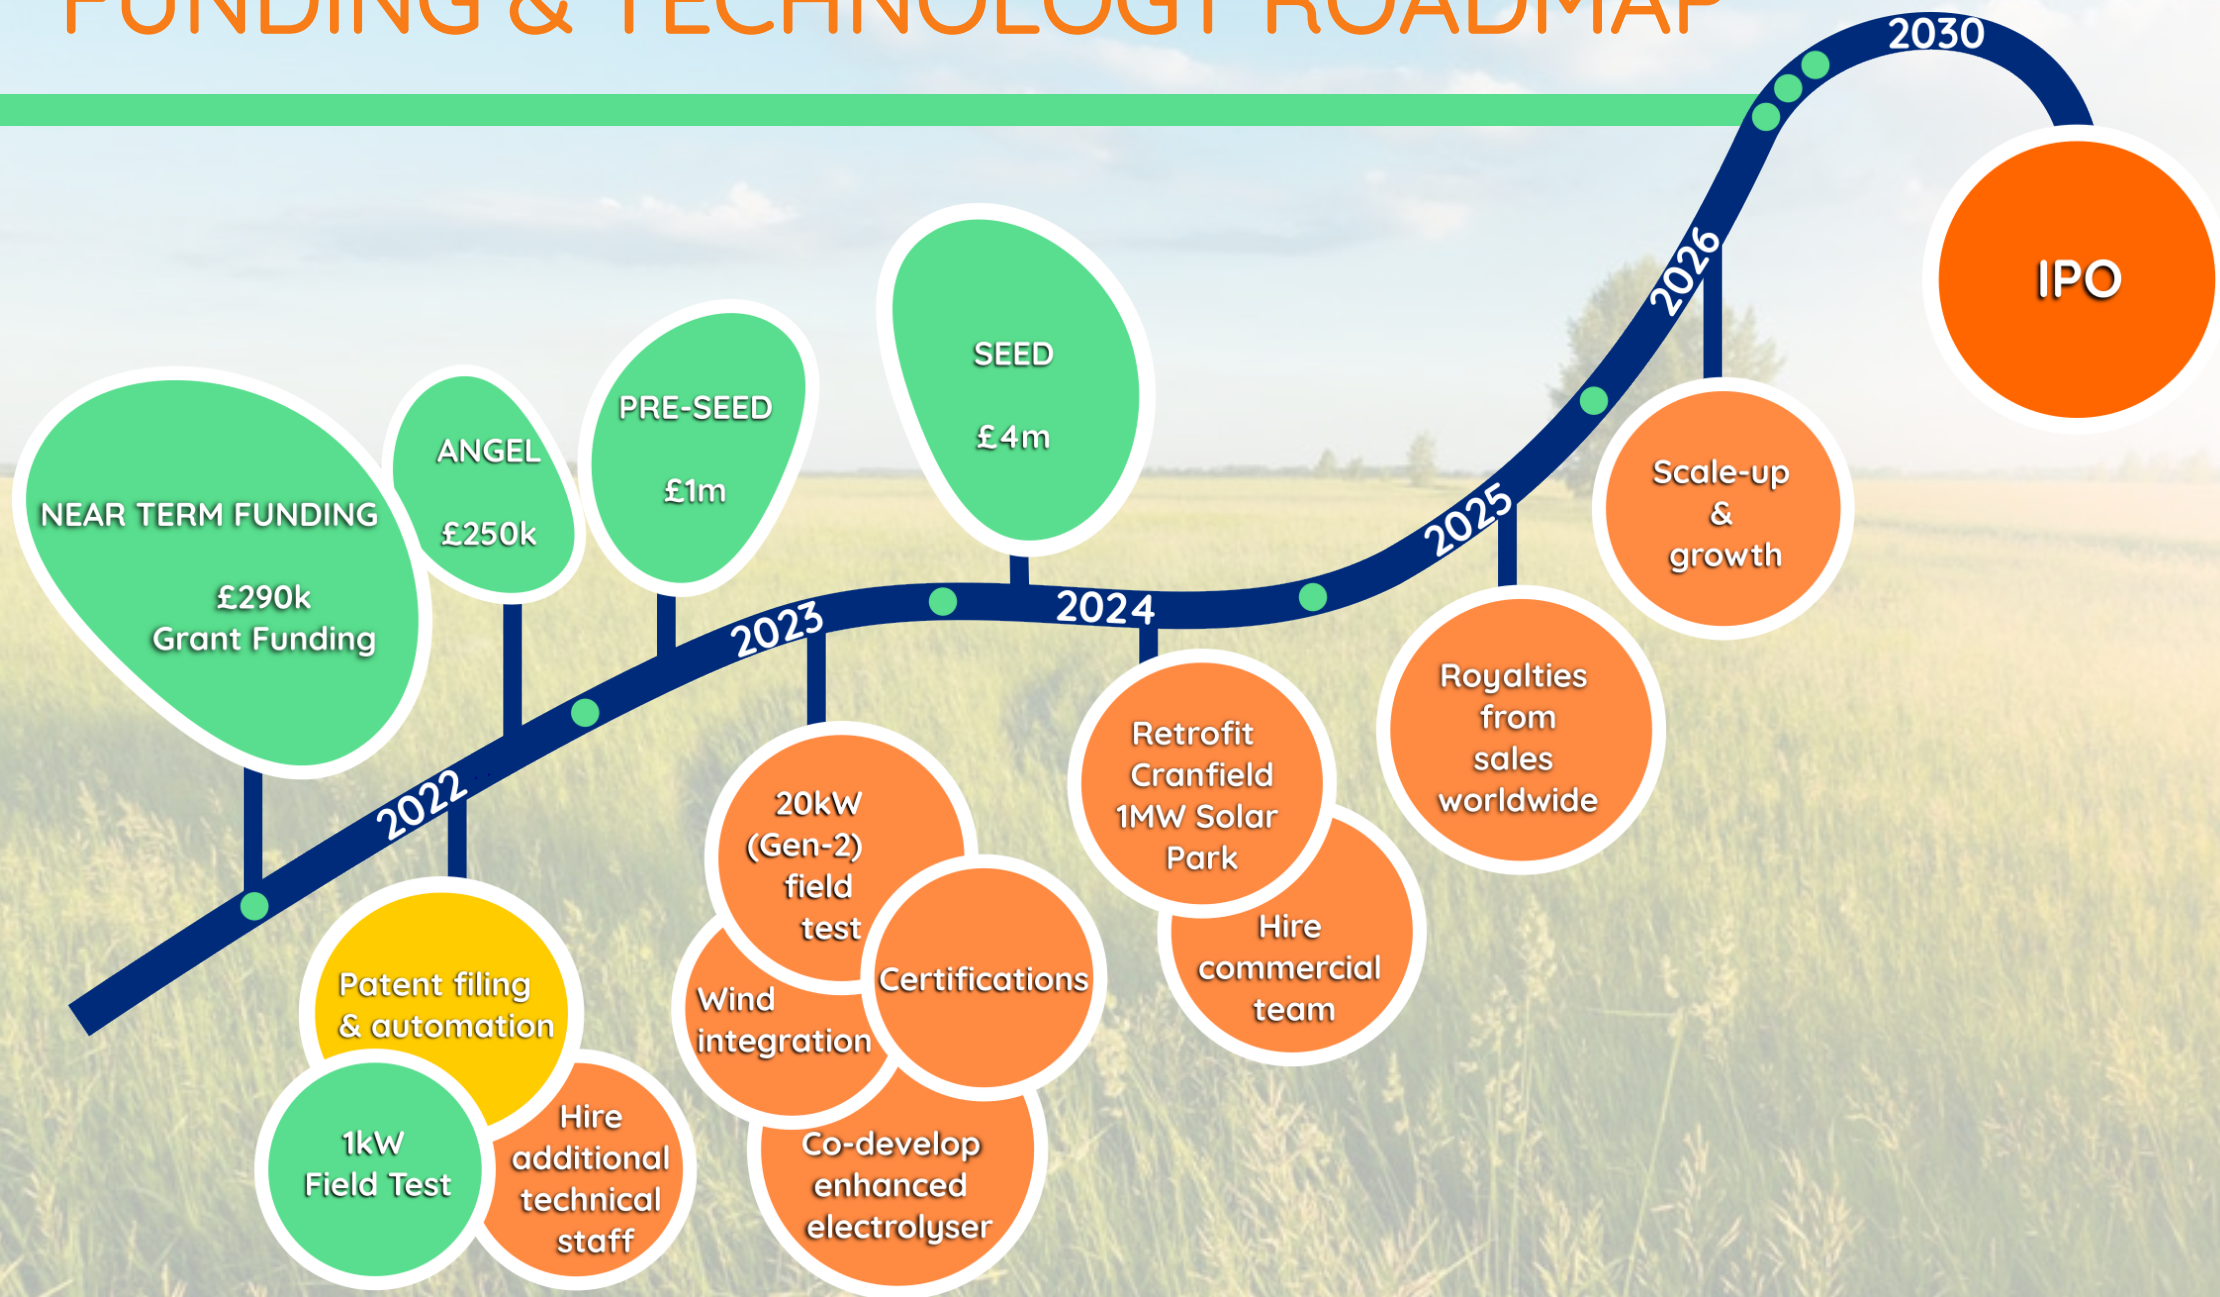 FUNDING & TECHNOLOGY ROADMAP
2030
IPO
2026
SEED
£4m
PRE-SEED
£1m
ANGEL
£250k
NEAR TERM FUNDING
£290k
Grant Funding
Scale-up
&
growth
2025
2024
2023
2022
Royalties
from
sales
worldwide
Retrofit
Cranfield
1MW Solar
Park
Hire
commercial
team
20kW
(Gen-2)
field
test
Certifications
Wind
integration
Co-develop
enhanced
electrolyser
Patent filing
& automation
1kW
Field Test
Hire
additional
technical
staff